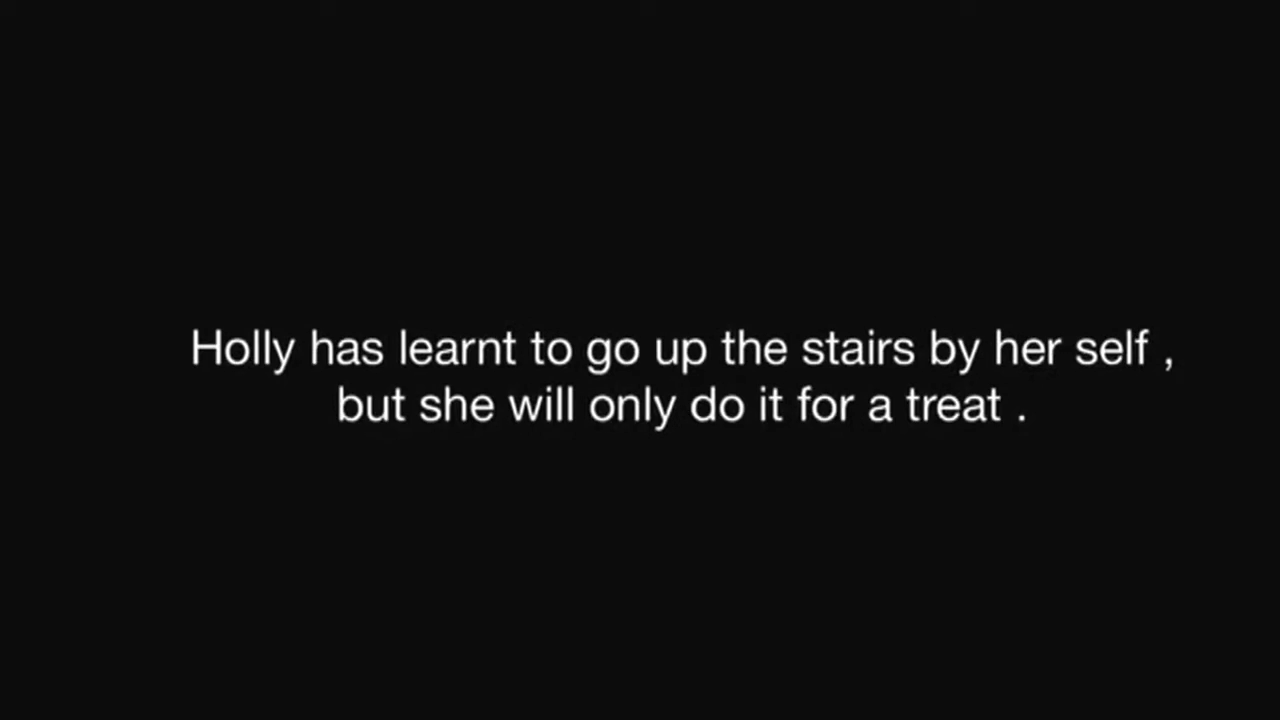 Holly has learnt to go up the stairs by her self ,
but she will only do it for a treat .